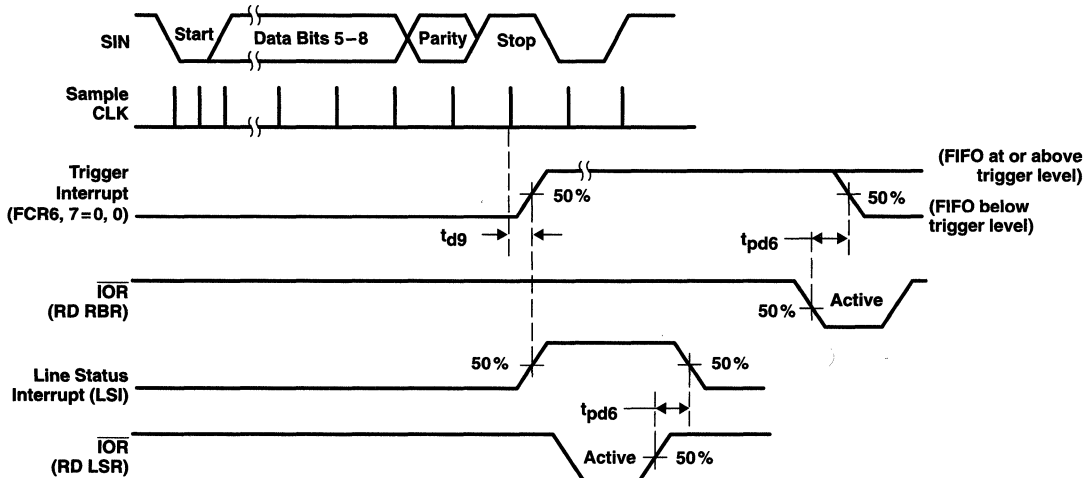 SIN
Start
Data Bits 5–8
Parity
Stop
Sample
CLK
Trigger
Interrupt
(FCR6, 7=0, 0)
50%
50%
(FIFO at or above
trigger level)
(FIFO below
trigger level)
td9
tpd6
IOR
(RD RBR)
50%
Active
Line Status
Interrupt (LSI)
50%
50%
tpd6
IOR
(RD LSR)
Active
50%